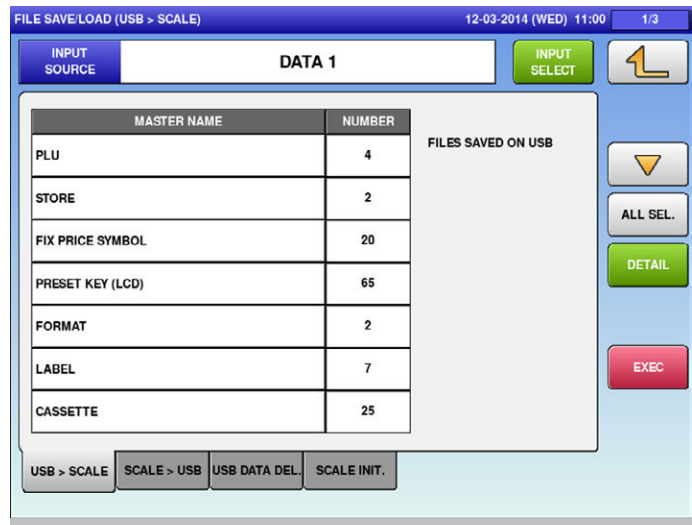 FILE SAVE/LOAD (USB > SCALE) 12-03-2014 (WED) 11:00 1/3
INPUT SOURCE DATA 1 INPUT SELECT
MASTER NAME NUMBER
FILES SAVED ON USB
PLU 4
STORE 2
ALL SEL.
FIX PRICE SYMBOL 20
DETAIL
PRESET KEY (LCD) 65
FORMAT 2
LABEL 7
EXEC
CASSETTE 25
USB > SCALE SCALE > USB USB DATA DEL. SCALE INIT.